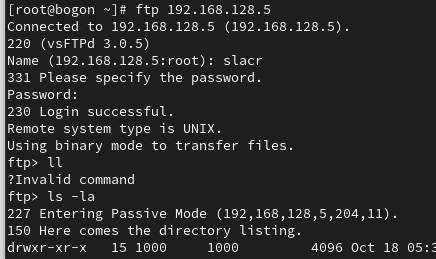 [root@bogon ~]# ftp 192.168.128.5
Connected to 192.168.128.5 (192.168.128.5).
220 (vsFTPd 3.0.5)
Name (192.168.128.5:root): slacr
331 Please specify the password.
Password:
230 Login successful.
Remote system type is UNIX.
Using binary mode to transfer files.
ftp> ll
?Invalid command
ftp> ls -la
227 Entering Passive Mode (192,168,128,5,204,11).
150 Here comes the directory listing.
drwxr-xr-x   15 1000     1000         4096 Oct 18 05:3